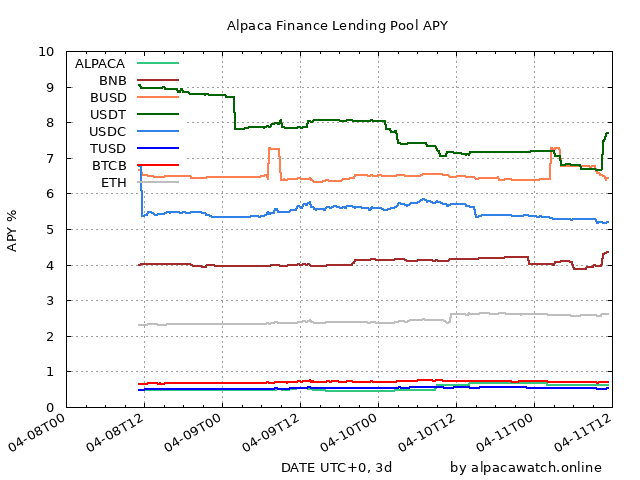 Alpaca Finance Lending Pool APY
10
9
8
7
6
5
4
3
2
1
0
APY %
ALPACA
BNB
BUSD
USDT
USDC
TUSD
BTCB
ETH
04-08T00
04-08T12
04-09T00
04-09T12
04-10T00
04-10T12
04-11T00
04-11T12
DATE UTC+0, 3d
by alpacawatch.online